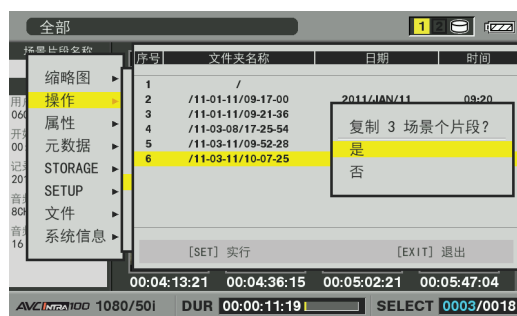 全部
1 2
场景片段名称
缩略图
操作
属性
元数据
STORAGE
SETUP
文件
系统信息
序号 文件夹名称 日期 时间
1 /
2 /11-01-11/09-17-00 2011/JAN/11 09:20
3 /11-01-11/09-21-36
4 /11-03-08/17-25-54
5 /11-03-11/09-52-28
6 /11-03-11/10-07-25
复制 3 场景个片段?
是
否
[SET] 实行 [EXIT] 退出
00:04:13:21 00:04:36:15 00:05:02:21 00:05:47:04
AVC INTRA 100 1080/50i DUR 00:00:11:19 SELECT 0003/0018